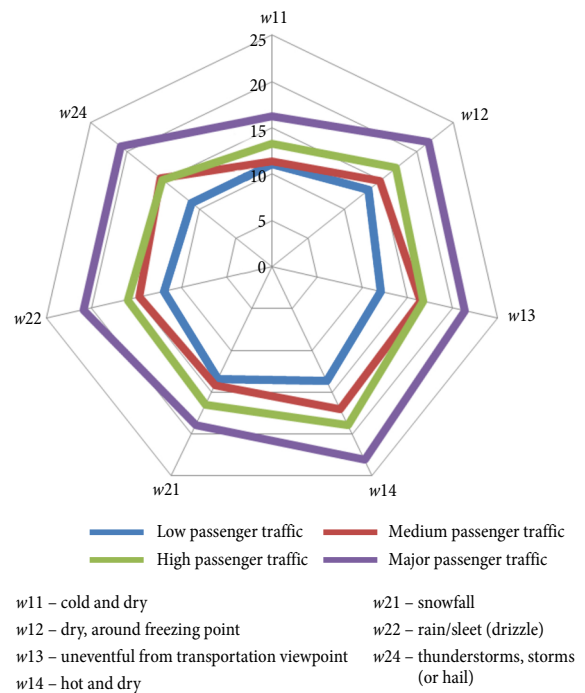 w11
25
20
w24
w12
15
10
5
0
w22
w13
w21
w14
Low passenger traffic
Medium passenger traffic
High passenger traffic
Major passenger traffic
w11 – cold and dry
w12 – dry, around freezing point
w13 – uneventful from transportation viewpoint
w14 – hot and dry
w21 – snowfall
w22 – rain/sleet (drizzle)
w24 – thunderstorms, storms
(or hail)